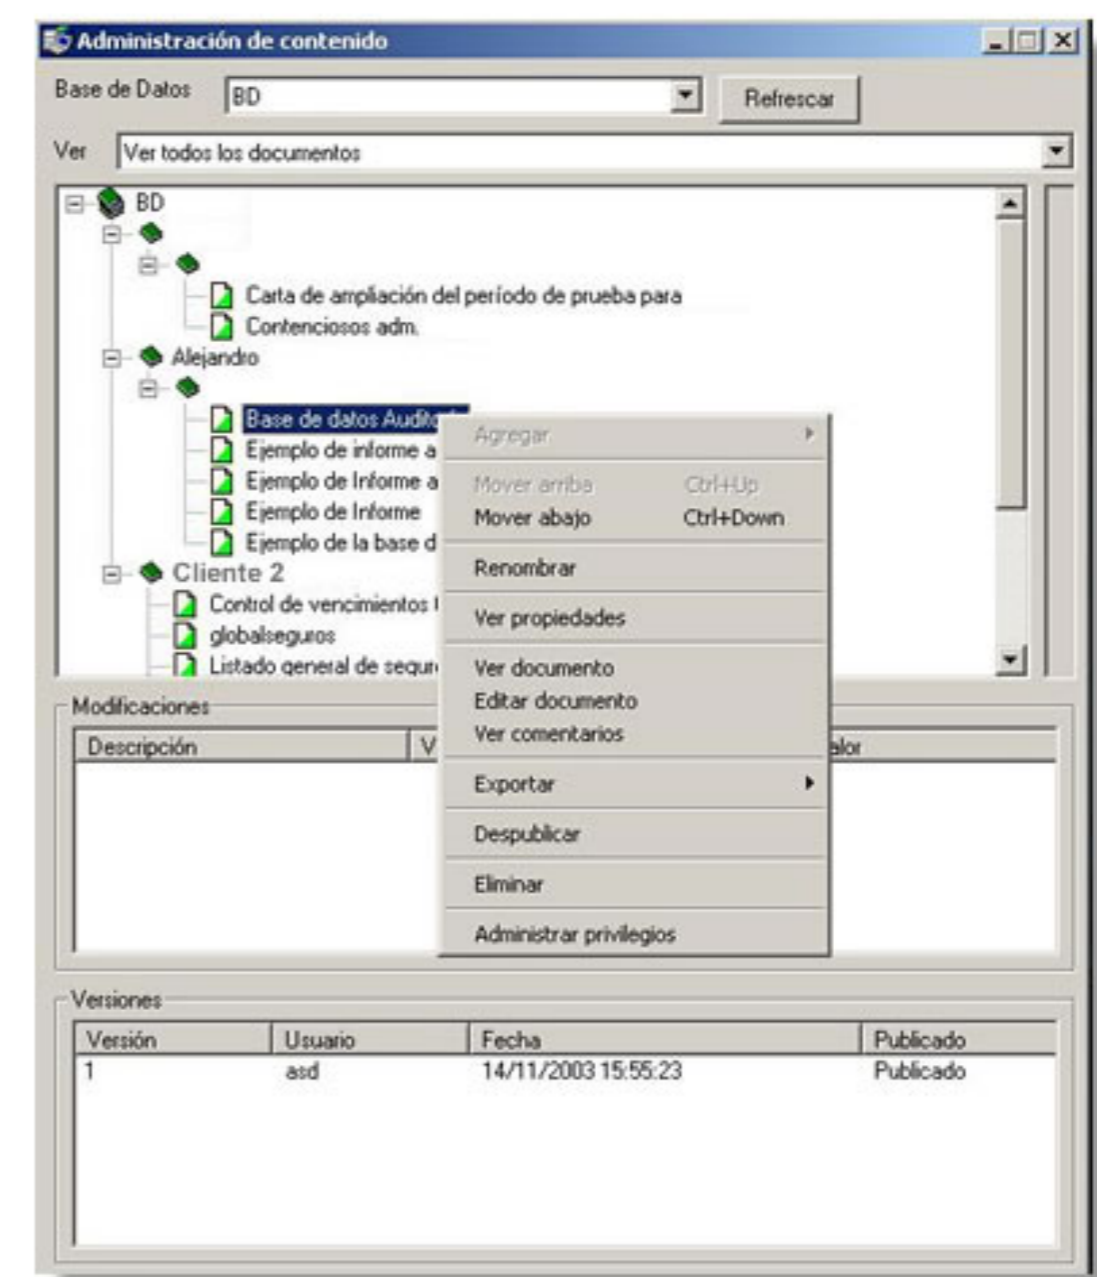 Administración de contenido
Base de Datos BD Refrescar
Ver Ver todos los documentos
BD
Carta de ampliación del período de prueba para
Contenciosos adm.
Alejandro
Base de datos
Ejemplo de informe a
Ejemplo de Informe a
Ejemplo de Informe
Ejemplo de la base d
Cliente 2
Control de vencimientos
globalseguros
Listado general de
Agregar
Mover arriba Ctrl+Up
Mover abajo Ctrl+Down
Renombrar
Ver propiedades
Ver documento
Editar documento
Ver comentarios
Exportar
Despublicar
Eliminar
Administrar privilegios
Modificaciones
Descripción V alor
Versiones
Versión Usuario Fecha Publicado
1 asd 14/11/2003 15:55:23 Publicado